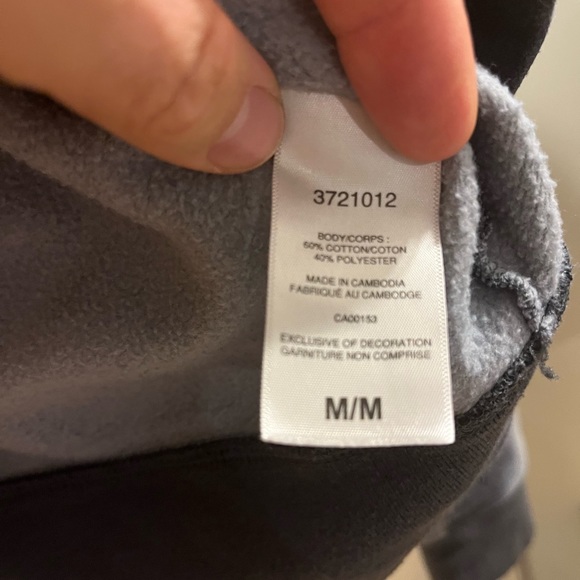 3721012
BODY/CORPS :
60% COTTON/COTON
40% POLYESTER
MADE IN CAMBODIA
FABRIQUÉ AU CAMBODGE
CA00153
EXCLUSIVE OF DECORATION
GARNITURE NON COMPRISE
M/M